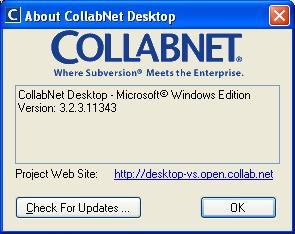 About CollabNet Desktop
COLLABNET®
Where Subversion® Meets the Enterprise.
CollabNet Desktop - Microsoft® Windows Edition
Version: 3.2.3.11343
Project Web Site: http://desktop-vs.open.collab.net
Check For Updates ... OK